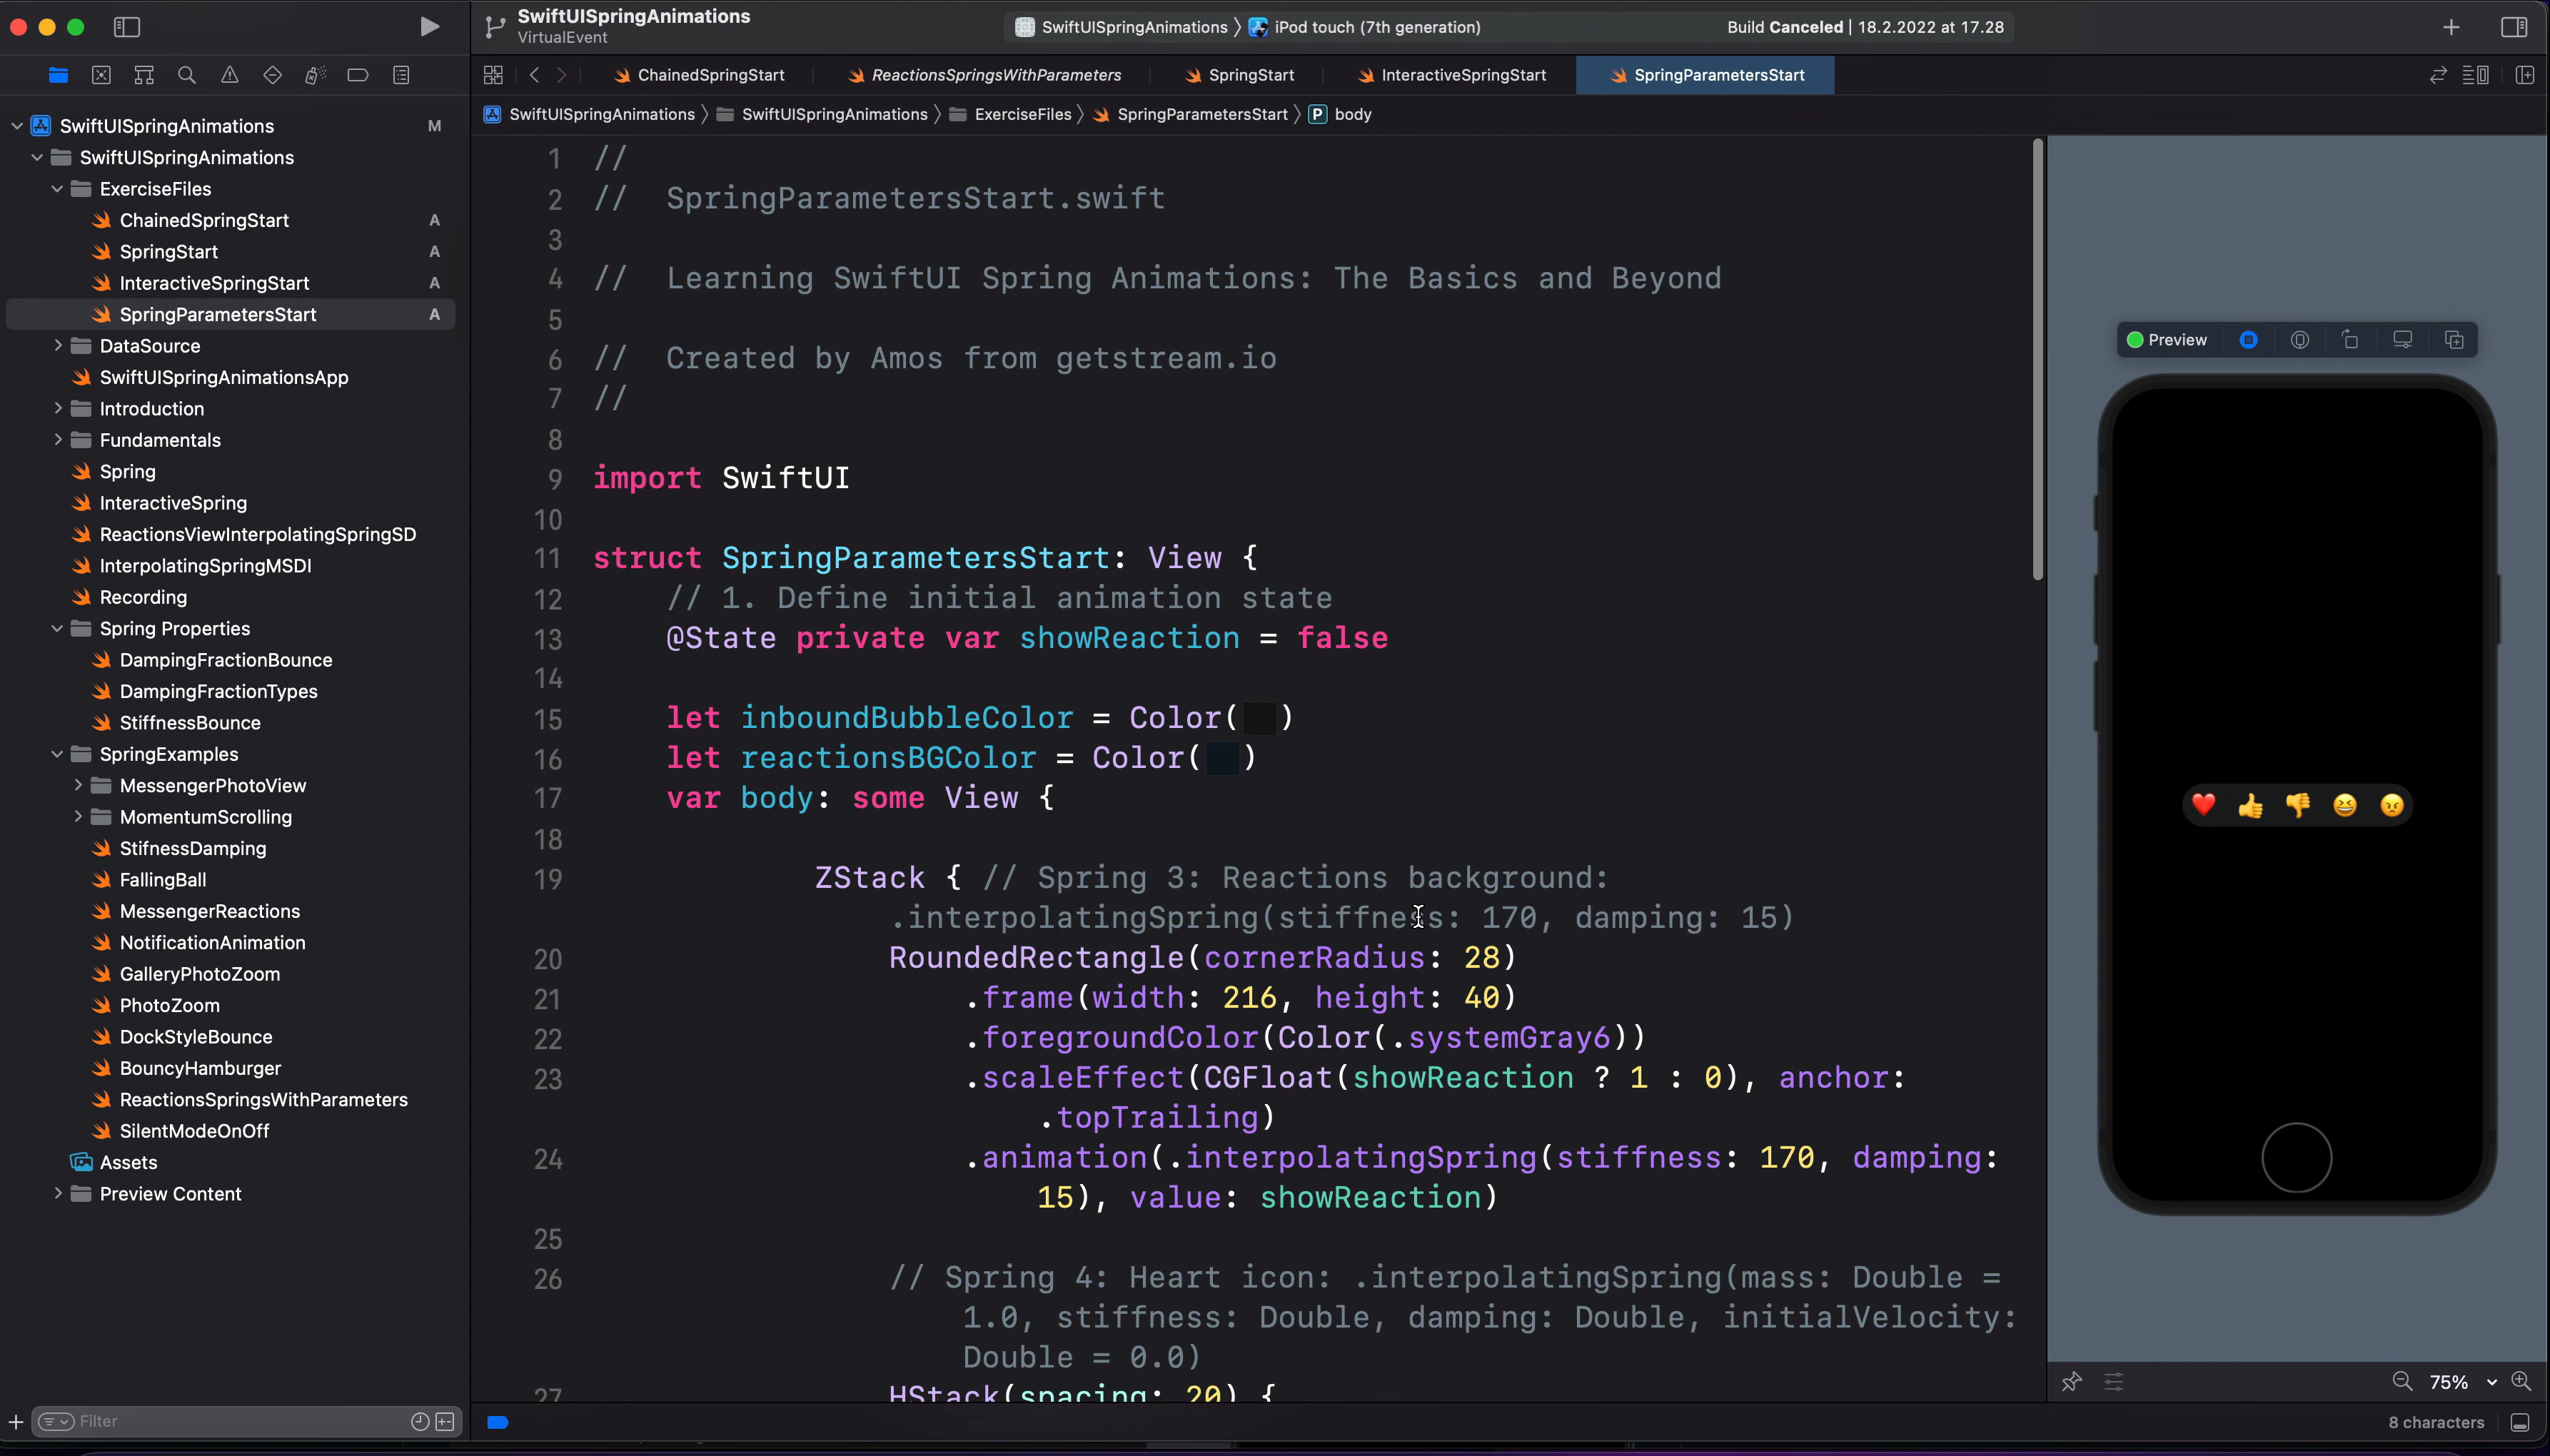 SwiftUISpringAnimations
VirtualEvent
SwiftUISpringAnimations 〉 iPod touch (7th generation)
Build Canceled | 18.2.2022 at 17.28
ChainedSpringStart
ReactionsSpringsWithParameters
SpringStart
InteractiveSpringStart
SpringParametersStart
SwiftUISpringAnimations 〉 SwiftUISpringAnimations 〉 ExerciseFiles 〉 SpringParametersStart 〉 P body
SwiftUISpringAnimations M
SwiftUISpringAnimations
ExerciseFiles
ChainedSpringStart A
SpringStart A
InteractiveSpringStart A
SpringParametersStart A
DataSource
SwiftUISpringAnimationsApp
Introduction
Fundamentals
Spring
InteractiveSpring
ReactionsViewInterpolatingSpringSD
InterpolatingSpringMSDI
Recording
Spring Properties
DampingFractionBounce
DampingFractionTypes
StiffnessBounce
SpringExamples
MessengerPhotoView
MomentumScrolling
StifnessDamping
FallingBall
MessengerReactions
NotificationAnimation
GalleryPhotoZoom
PhotoZoom
DockStyleBounce
BouncyHamburger
ReactionsSpringsWithParameters
SilentModeOnOff
Assets
Preview Content
Filter
1 //
2 // SpringParametersStart.swift
3
4 // Learning SwiftUI Spring Animations: The Basics and Beyond
5
6 // Created by Amos from getstream.io
7 //
8
9 import SwiftUI
10
11 struct SpringParametersStart: View {
12 // 1. Define initial animation state
13 @State private var showReaction = false
14
15 let inboundBubbleColor = Color( )
16 let reactionsBGColor = Color( )
17 var body: some View {
18
19 ZStack { // Spring 3: Reactions background:
.interpolatingSpring(stiffness: 170, damping: 15)
20 RoundedRectangle(cornerRadius: 28)
21 .frame(width: 216, height: 40)
22 .foregroundColor(Color(.systemGray6))
23 .scaleEffect(CGFloat(showReaction ? 1 : 0), anchor:
.topTrailing)
24 .animation(.interpolatingSpring(stiffness: 170, damping:
15), value: showReaction)
25
26 // Spring 4: Heart icon: .interpolatingSpring(mass: Double =
1.0, stiffness: Double, damping: Double, initialVelocity:
Double = 0.0)
27 HStack(spacing: 20) {
Preview
75%
8 characters